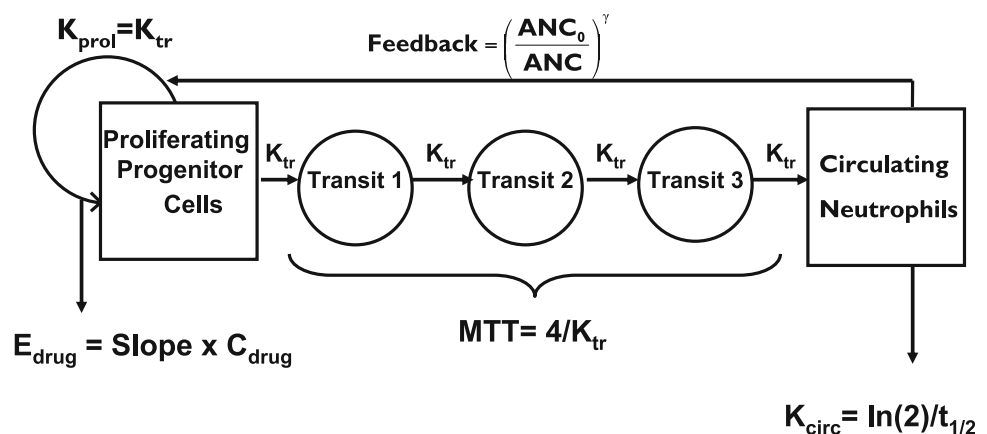 K_prol=K_tr
Feedback = (ANC₀/ANC)^γ
Proliferating
Progenitor
Cells
K_tr
Transit 1
K_tr
Transit 2
K_tr
Transit 3
K_tr
Circulating
Neutrophils
E_drug = Slope x C_drug
MTT= 4/K_tr
K_circ= ln(2)/t_1/2